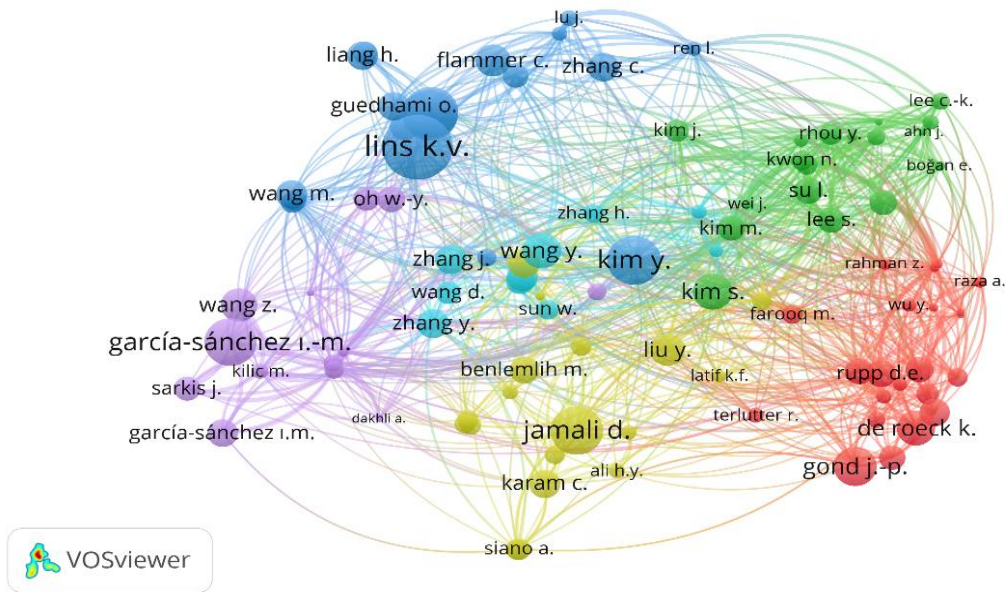 lu j.
liang h.
flammer c.
zhang c.
ren l.
guedhami o.
lee c.-k.
kim j.
rhou y.
ahn j.
lins k.v.
kwon n.
boğan e.
wang m.
oh w.-y.
su l.
zhang h.
wei j.
lee s.
kim m.
zhang j.
wang y.
kim y.
rahman z.
raza a.
wang d.
kim s.
wang z.
sun w.
farooq m.
wu y.
zhang y.
garcía-sánchez ı.-m.
liu y.
kilic m.
benlemlih m.
latif k.f.
rupp d.e.
sarkis j.
dakhli a.
terlutter r.
garcía-sánchez ı.m.
jamali d.
de roeck k.
ali h.y.
gond j.-p.
karam c.
siano a.
VOSviewer